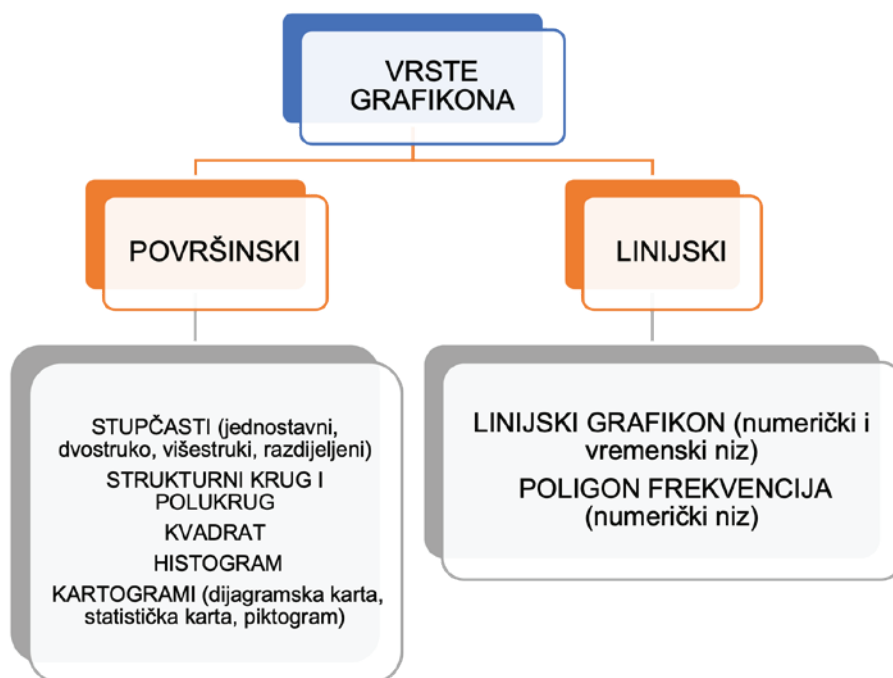 VRSTE
GRAFIKONA
POVRŠINSKI
LINIJSKI
STUPČASTI (jednostavni,
dvostruko, višestruki, razdijeljeni)
STRUKTURNI KRUG I
POLUKRUG
KVADRAT
HISTOGRAM
KARTOGRAMI (dijagramska karta,
statistička karta, piktogram)
LINIJSKI GRAFIKON (numerički i
vremenski niz)
POLIGON FREKVENCIJA
(numerički niz)